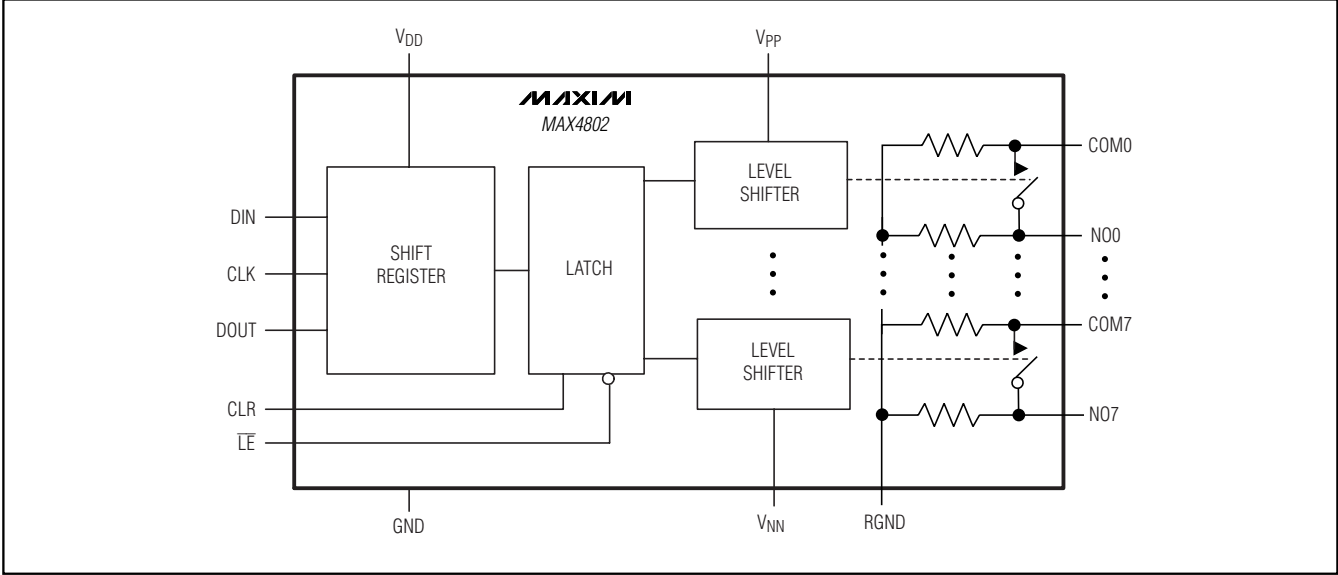 VDD
VPP
MAXIM
MAX4802
COM0
LEVEL
SHIFTER
DIN
NO0
SHIFT
REGISTER
LATCH
CLK
DOUT
COM7
LEVEL
SHIFTER
CLR
NO7
LE
GND
VNN
RGND